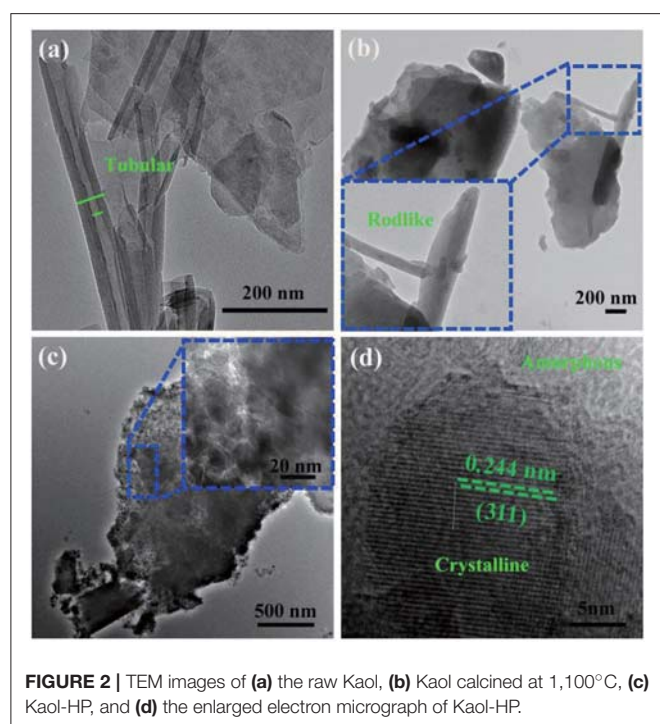 (a)
Tubular
200 nm
(b)
Rodlike
200 nm
(c)
20 nm
500 nm
(d)
Amorphous
0.244 nm
(311)
Crystalline
5nm
FIGURE 2 | TEM images of (a) the raw Kaol, (b) Kaol calcined at 1,100°C, (c)
Kaol-HP, and (d) the enlarged electron micrograph of Kaol-HP.